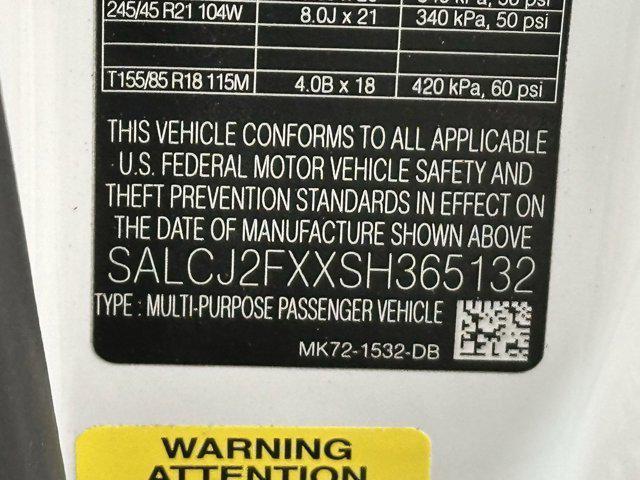 245/45 R21 104W 8.0J x 21 340 kPa, 50 psi
T155/85 R18 115M 4.0B x 18 420 kPa, 60 psi
THIS VEHICLE CONFORMS TO ALL APPLICABLE
U.S. FEDERAL MOTOR VEHICLE SAFETY AND
THEFT PREVENTION STANDARDS IN EFFECT ON
THE DATE OF MANUFACTURE SHOWN ABOVE
SALCJ2FXXSH365132
TYPE : MULTI-PURPOSE PASSENGER VEHICLE
MK72-1532-DB
WARNING
ATTENTION